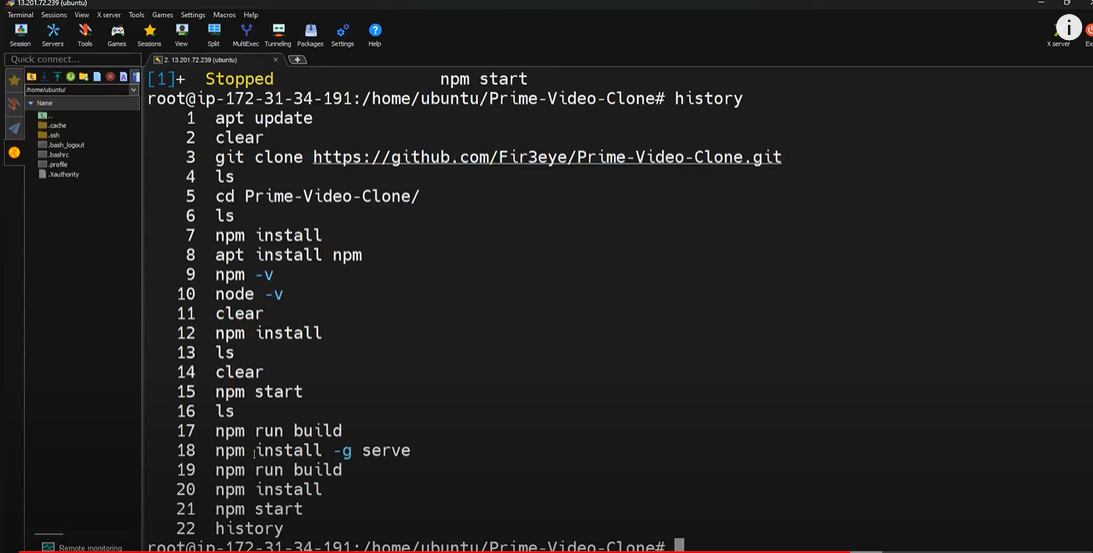 13.201.72.239 (ubuntu)
Terminal Sessions View X server Tools Games Settings Macros Help
Session Servers Tools Games Sessions View Split MultiExec Tunneling Packages Settings Help
X server
Quick connect...
2. 13.201.72.239 (ubuntu)
/home/ubuntu/
Name
..
.cache
.ssh
.bash_logout
.bashrc
.profile
.Xauthority
Remote monitoring
[1]+ Stopped npm start
root@ip-172-31-34-191:/home/ubuntu/Prime-Video-Clone# history
1 apt update
2 clear
3 git clone https://github.com/Fir3eye/Prime-Video-Clone.git
4 ls
5 cd Prime-Video-Clone/
6 ls
7 npm install
8 apt install npm
9 npm -v
10 node -v
11 clear
12 npm install
13 ls
14 clear
15 npm start
16 ls
17 npm run build
18 npm install -g serve
19 npm run build
20 npm install
21 npm start
22 history
root@ip-172-31-34-191:/home/ubuntu/Prime-Video-Clone#